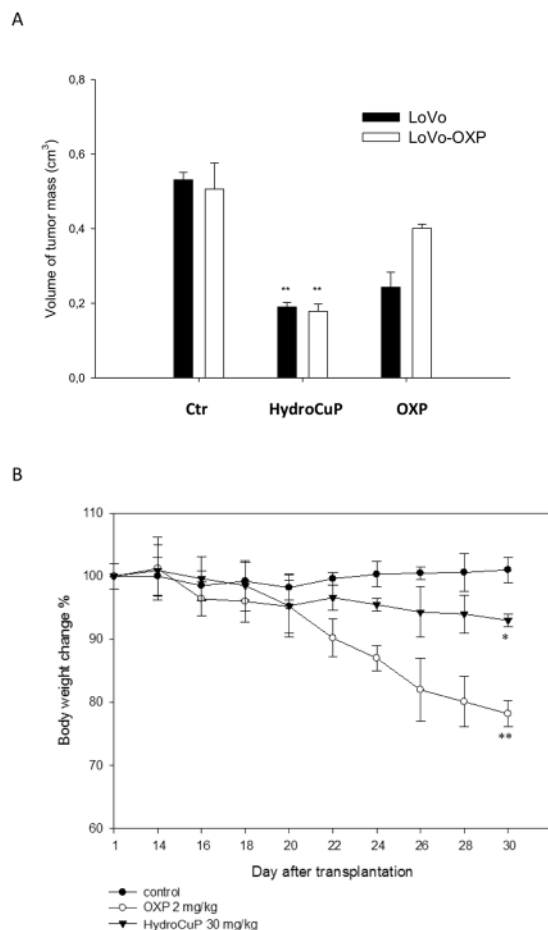 A
0,8
0,6
0,4
0,2
0,0
Volume of tumor mass (cm³)
LoVo
LoVo-OXP
** **
Ctr HydroCuP OXP
B
110
100
90
80
70
60
Body weight change %
*
**
1 14 16 18 20 22 24 26 28 30
Day after transplantation
control
OXP 2 mg/kg
HydroCuP 30 mg/kg